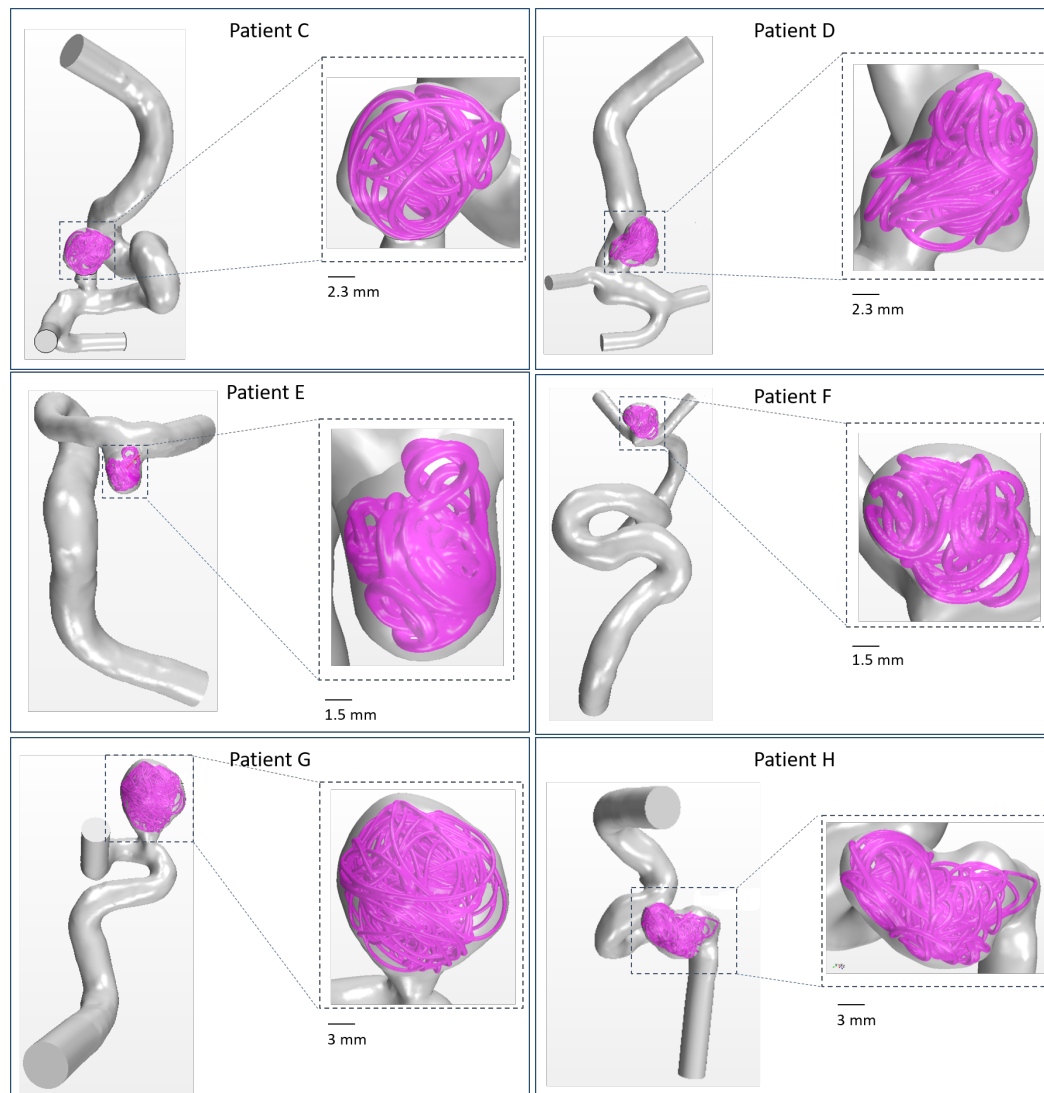 Patient C
2.3 mm
Patient D
2.3 mm
Patient E
1.5 mm
Patient F
1.5 mm
Patient G
3 mm
Patient H
3 mm